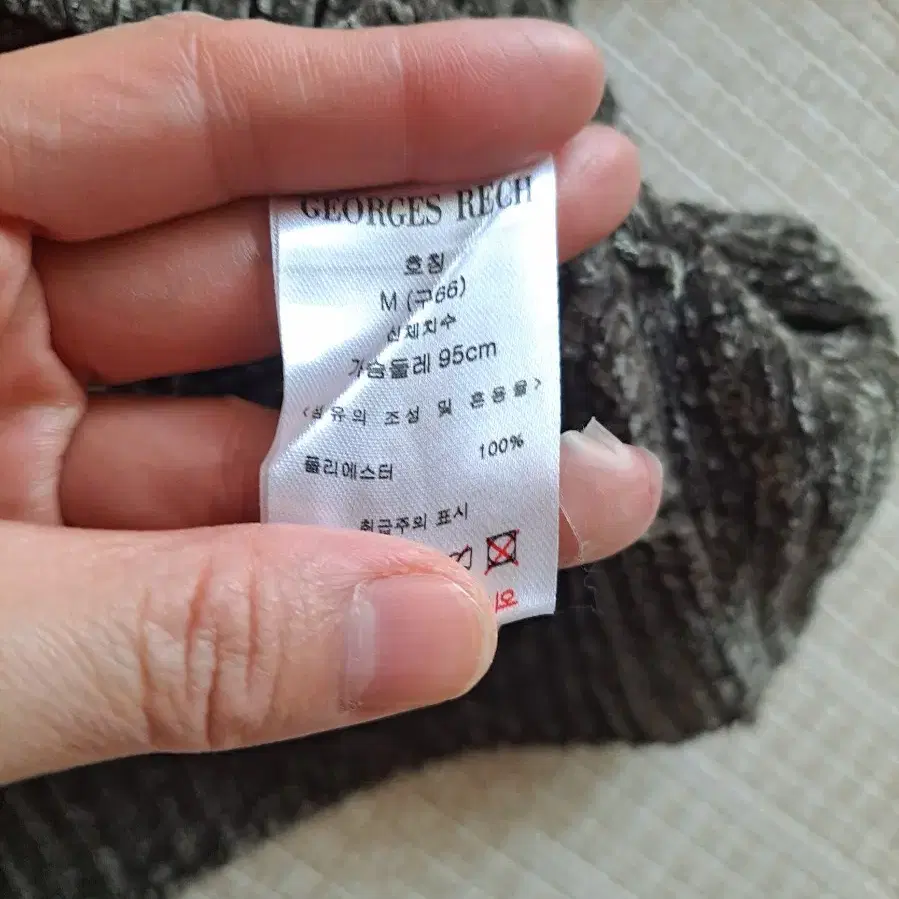 GEORGES RECH
호칭
M (구66)
신체치수
가슴둘레 95cm
<섬유의 조성 및 혼용율>
폴리에스터 100%
취급주의 표시